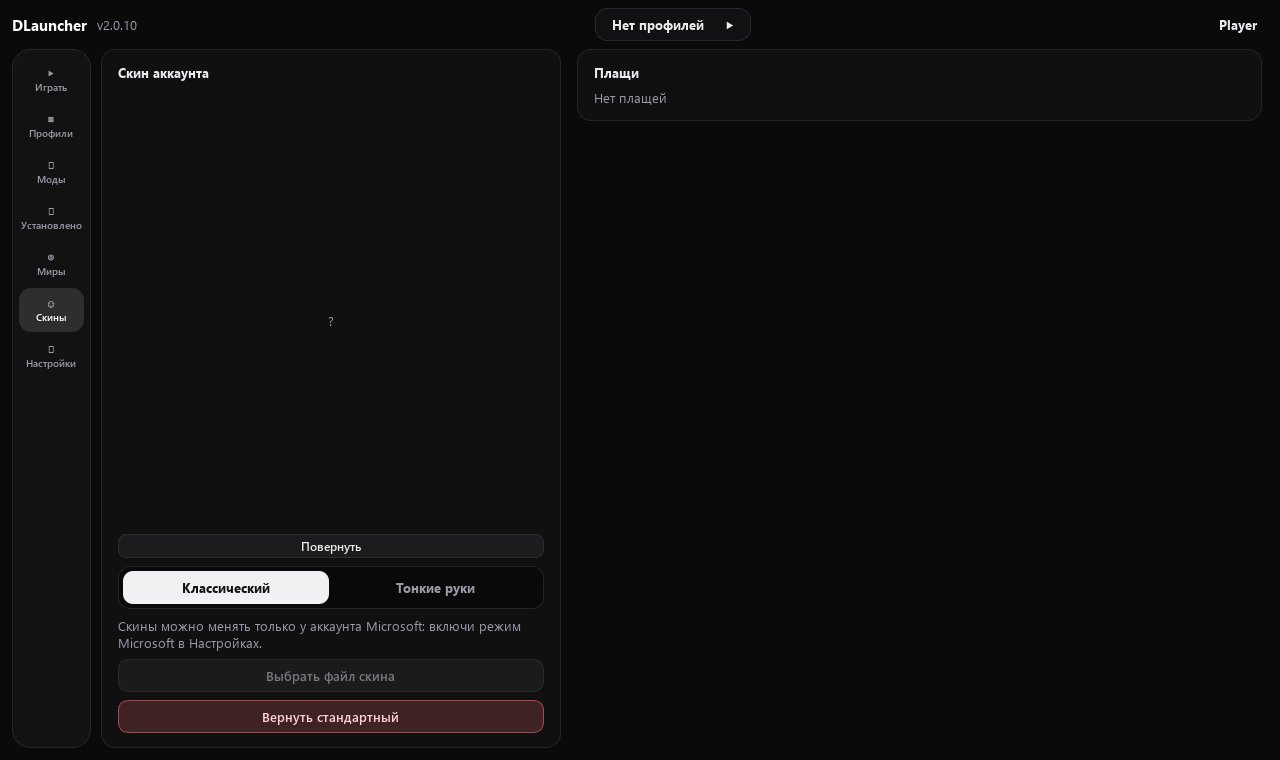 DLauncher v2.0.10
Нет профилей
Player
Играть
Профили
Моды
Установлено
Миры
Скины
Настройки
Скин аккаунта
?
Повернуть
Классический
Тонкие руки
Скины можно менять только у аккаунта Microsoft: включи режим
Microsoft в Настройках.
Выбрать файл скина
Вернуть стандартный
Плащи
Нет плащей